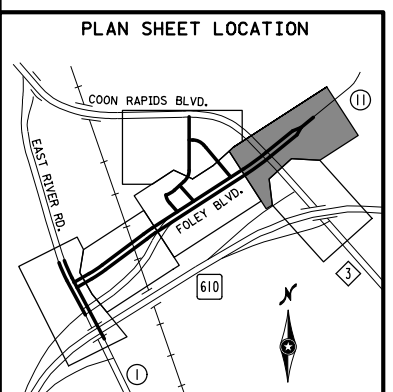 PLAN SHEET LOCATION
COON RAPIDS BLVD.
11
EAST RIVER RD.
FOLEY BLVD.
610
3
N
1